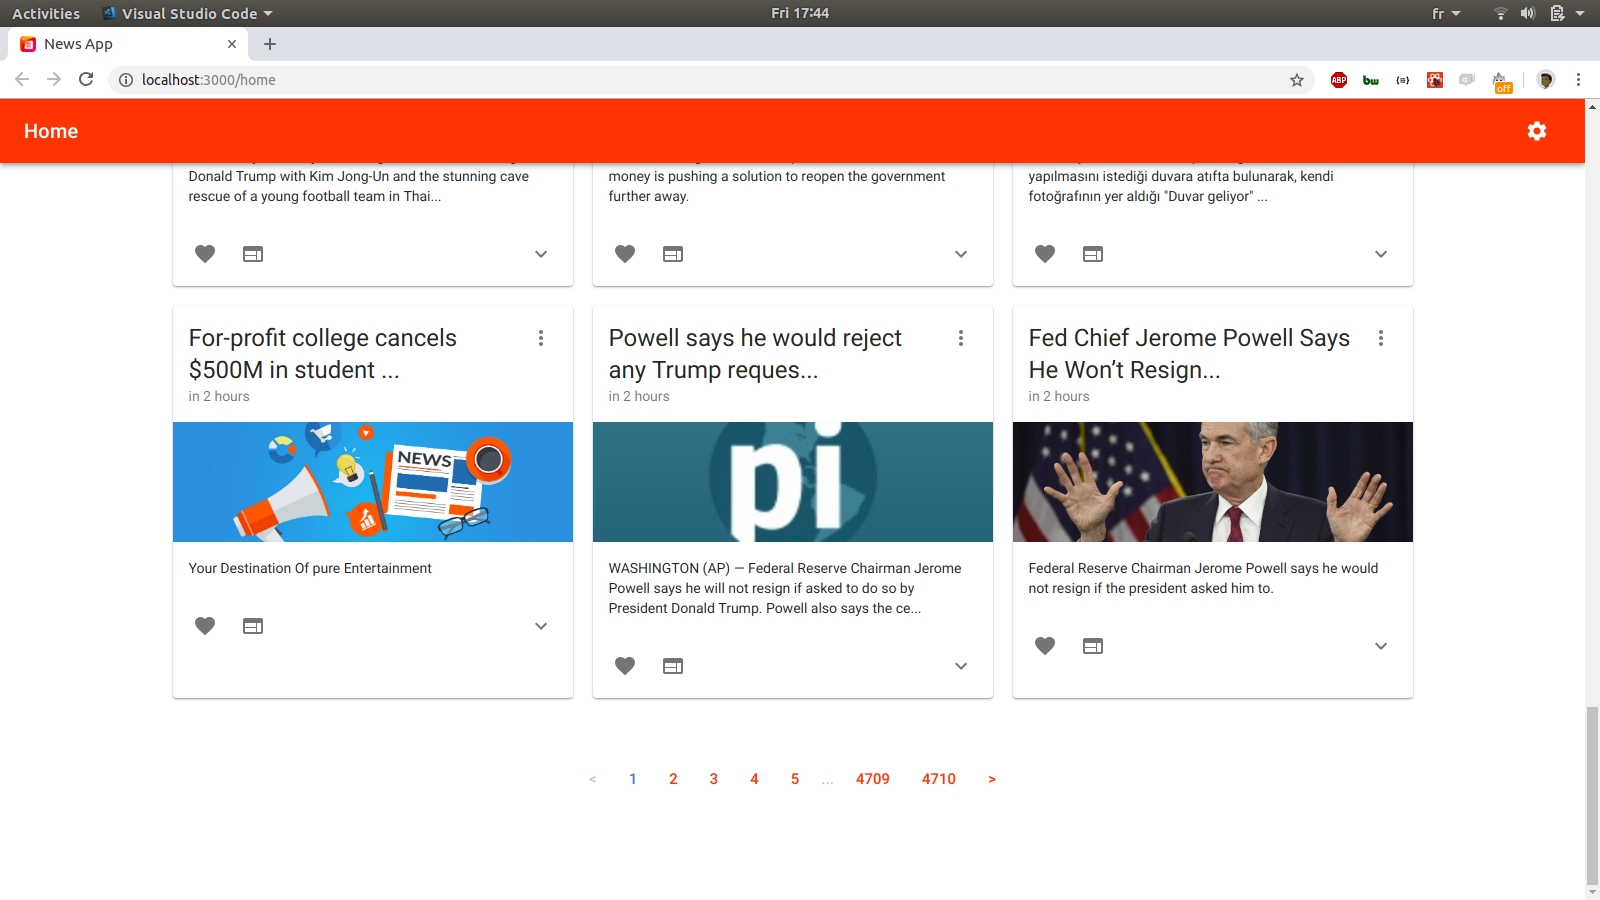 Activities
Visual Studio Code
Fri 17:44
fr
News App
localhost:3000/home
ABP
bw
off
Home
Donald Trump with Kim Jong-Un and the stunning cave
rescue of a young football team in Thai...
money is pushing a solution to reopen the government
further away.
yapılmasını istediği duvara atıfta bulunarak, kendi
fotoğrafının yer aldığı "Duvar geliyor" ...
For-profit college cancels
$500M in student ...
in 2 hours
NEWS
Your Destination Of pure Entertainment
Powell says he would reject
any Trump reques...
in 2 hours
pi
WASHINGTON (AP) — Federal Reserve Chairman Jerome
Powell says he will not resign if asked to do so by
President Donald Trump. Powell also says the ce...
Fed Chief Jerome Powell Says
He Won’t Resign...
in 2 hours
Federal Reserve Chairman Jerome Powell says he would
not resign if the president asked him to.
< 1 2 3 4 5 ... 4709 4710 >